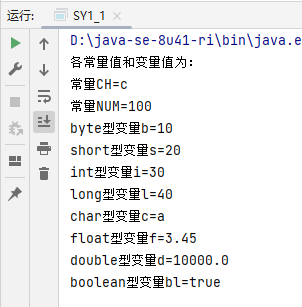 运行: SY1_1
D:\java-se-8u41-ri\bin\java.e
各常量值和变量值为:
常量CH=c
常量NUM=100
byte型变量b=10
short型变量s=20
int型变量i=30
long型变量l=40
char型变量c=a
float型变量f=3.45
double型变量d=10000.0
boolean型变量bl=true